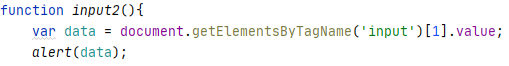 function input2(){
    var data = document.getElementsByTagName('input')[1].value;
    alert(data);